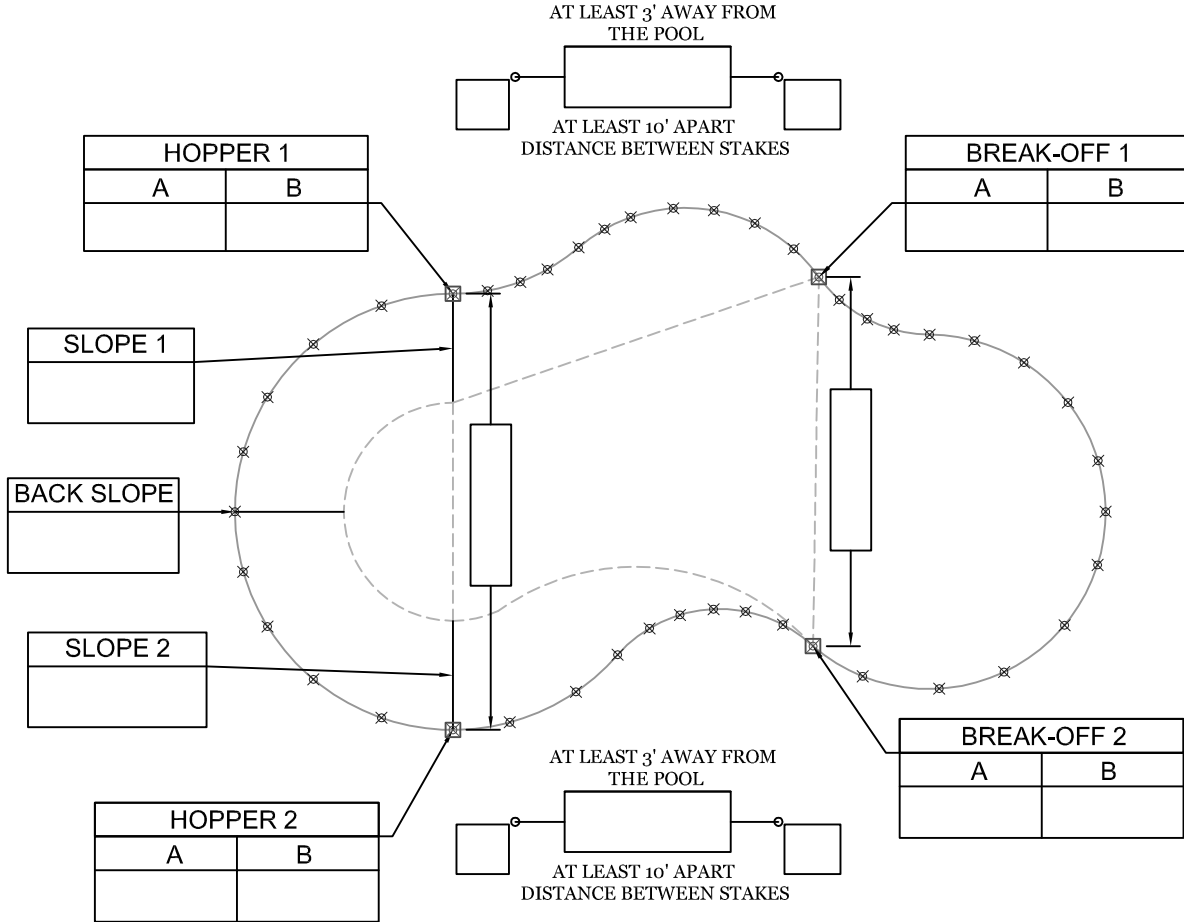 AT LEAST 3' AWAY FROM
THE POOL
AT LEAST 10' APART
DISTANCE BETWEEN STAKES
HOPPER 1
A B
BREAK-OFF 1
A B
SLOPE 1
BACK SLOPE
SLOPE 2
BREAK-OFF 2
A B
HOPPER 2
A B
AT LEAST 3' AWAY FROM
THE POOL
AT LEAST 10' APART
DISTANCE BETWEEN STAKES